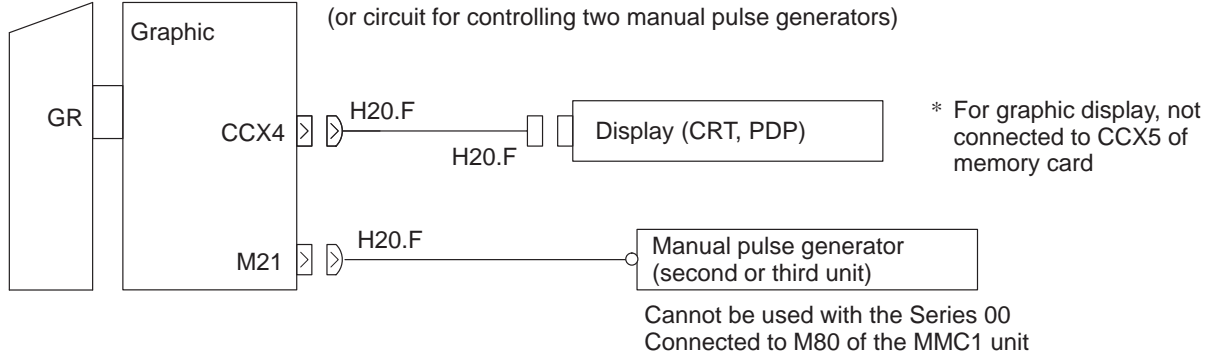 (or circuit for controlling two manual pulse generators)
Graphic
GR
CCX4
H20.F
H20.F
Display (CRT, PDP)
* For graphic display, not
connected to CCX5 of
memory card
M21
H20.F
Manual pulse generator
(second or third unit)
Cannot be used with the Series 00
Connected to M80 of the MMC1 unit